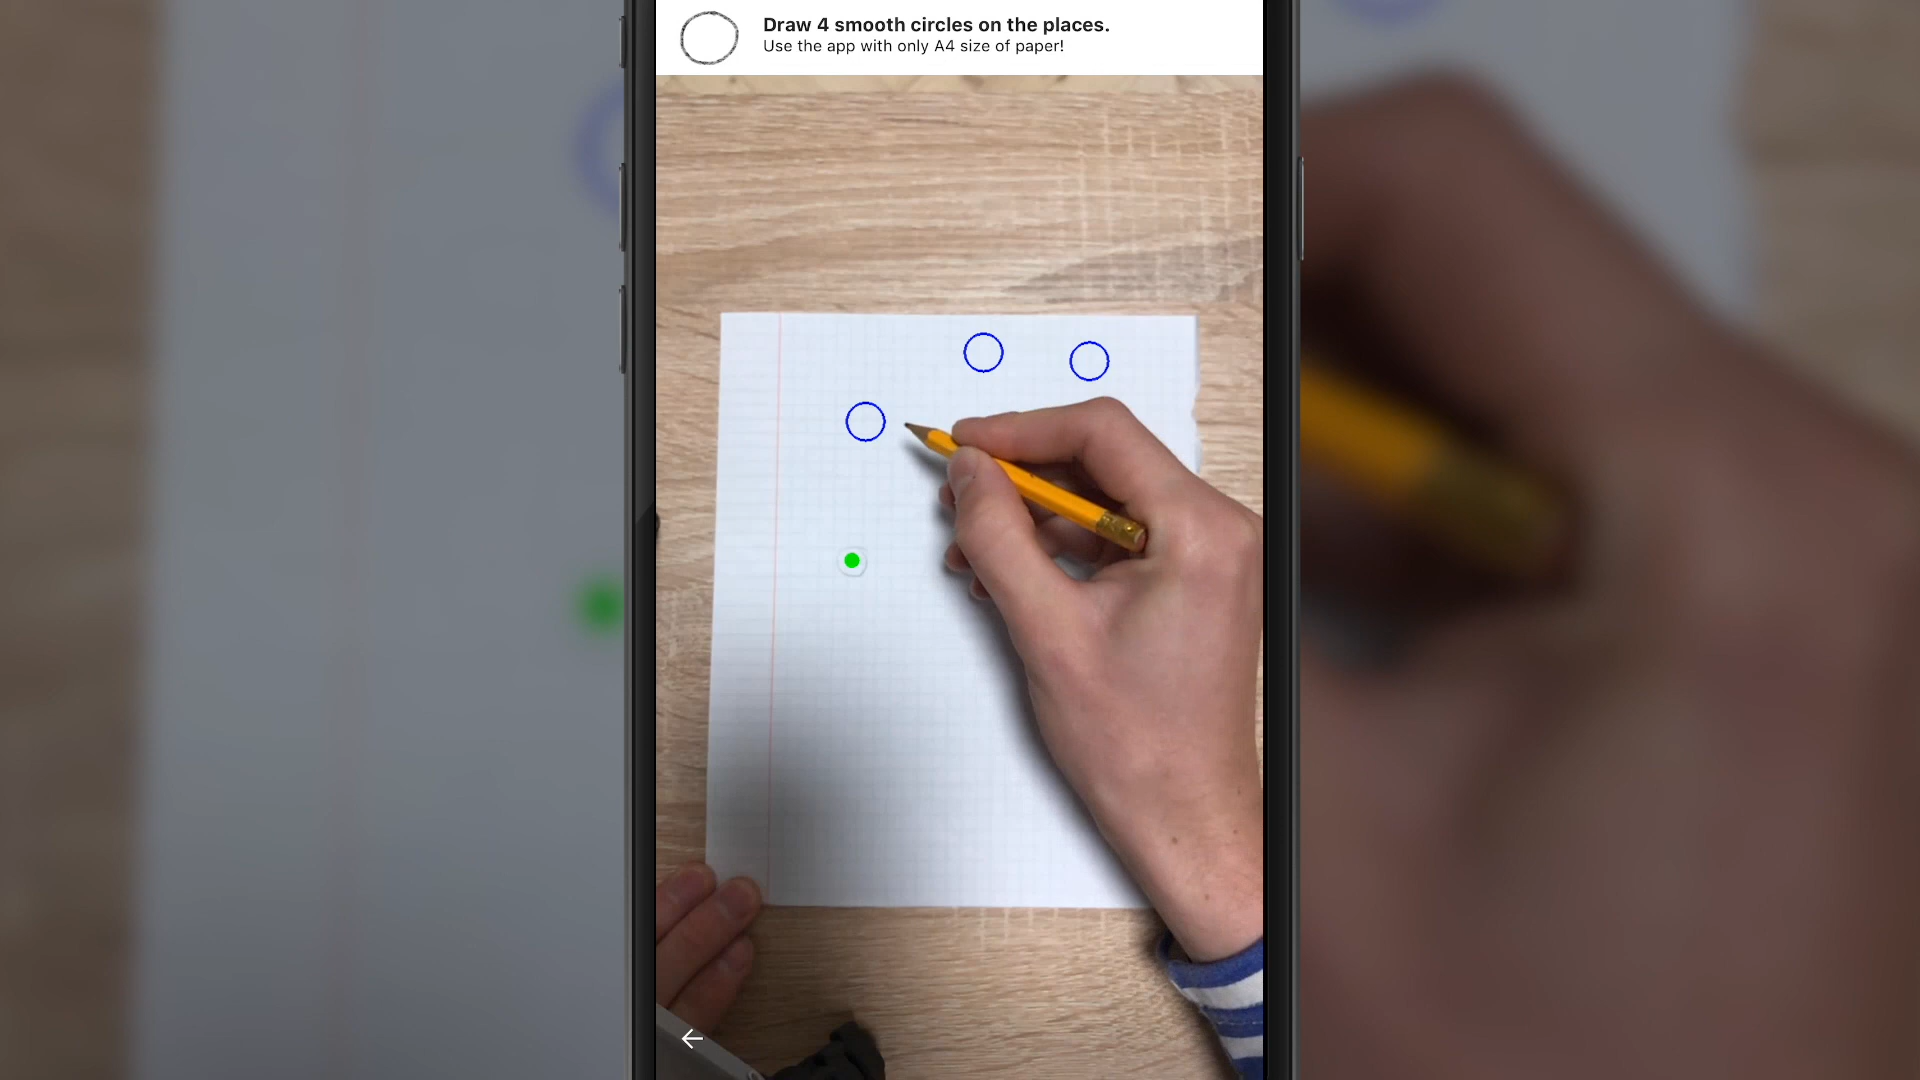 Draw 4 smooth circles on the places.
Use the app with only A4 size of paper!